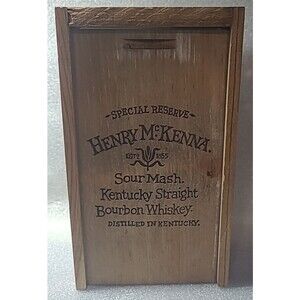 -SPECIAL RESERVE-
HENRY McKENNA.
ESTD 1855
Sour Mash.
Kentucky Straight
Bourbon Whiskey.
DISTILLED IN KENTUCKY.